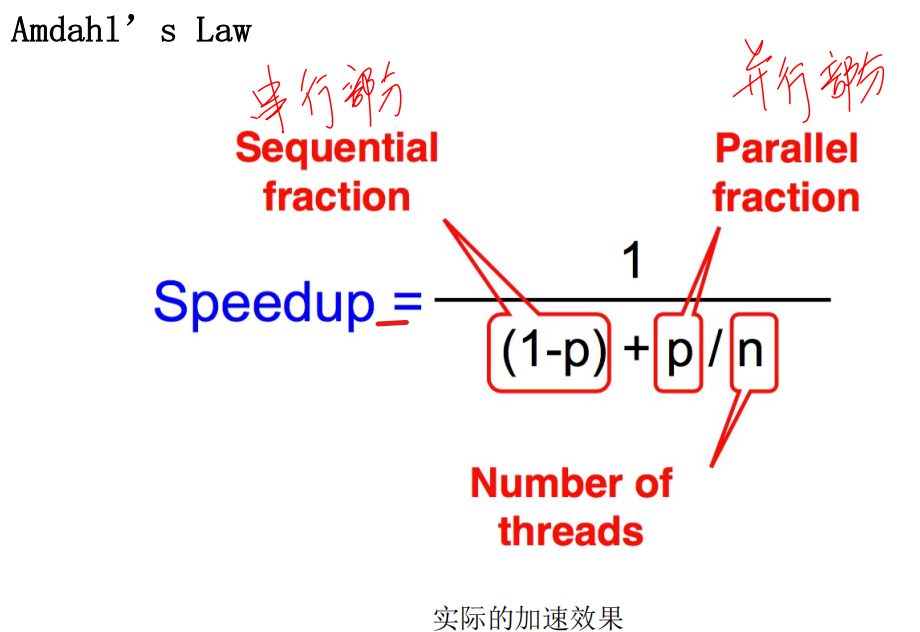 Amdahl’s Law
串行部分
并行部分
Sequential
fraction
Parallel
fraction
Speedup = 1
(1-p) + p / n
Number of
threads
实际的加速效果